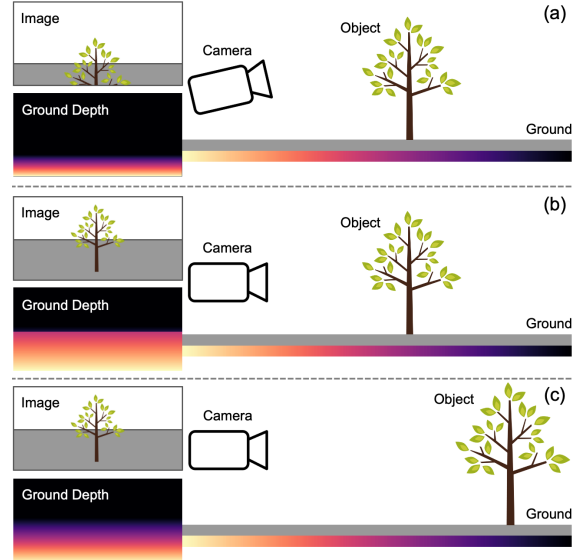 Image
(a)
Object
Camera
Ground Depth
Ground
(b)
Image
Object
Camera
Ground Depth
Ground
(c)
Image
Object
Camera
Ground Depth
Ground